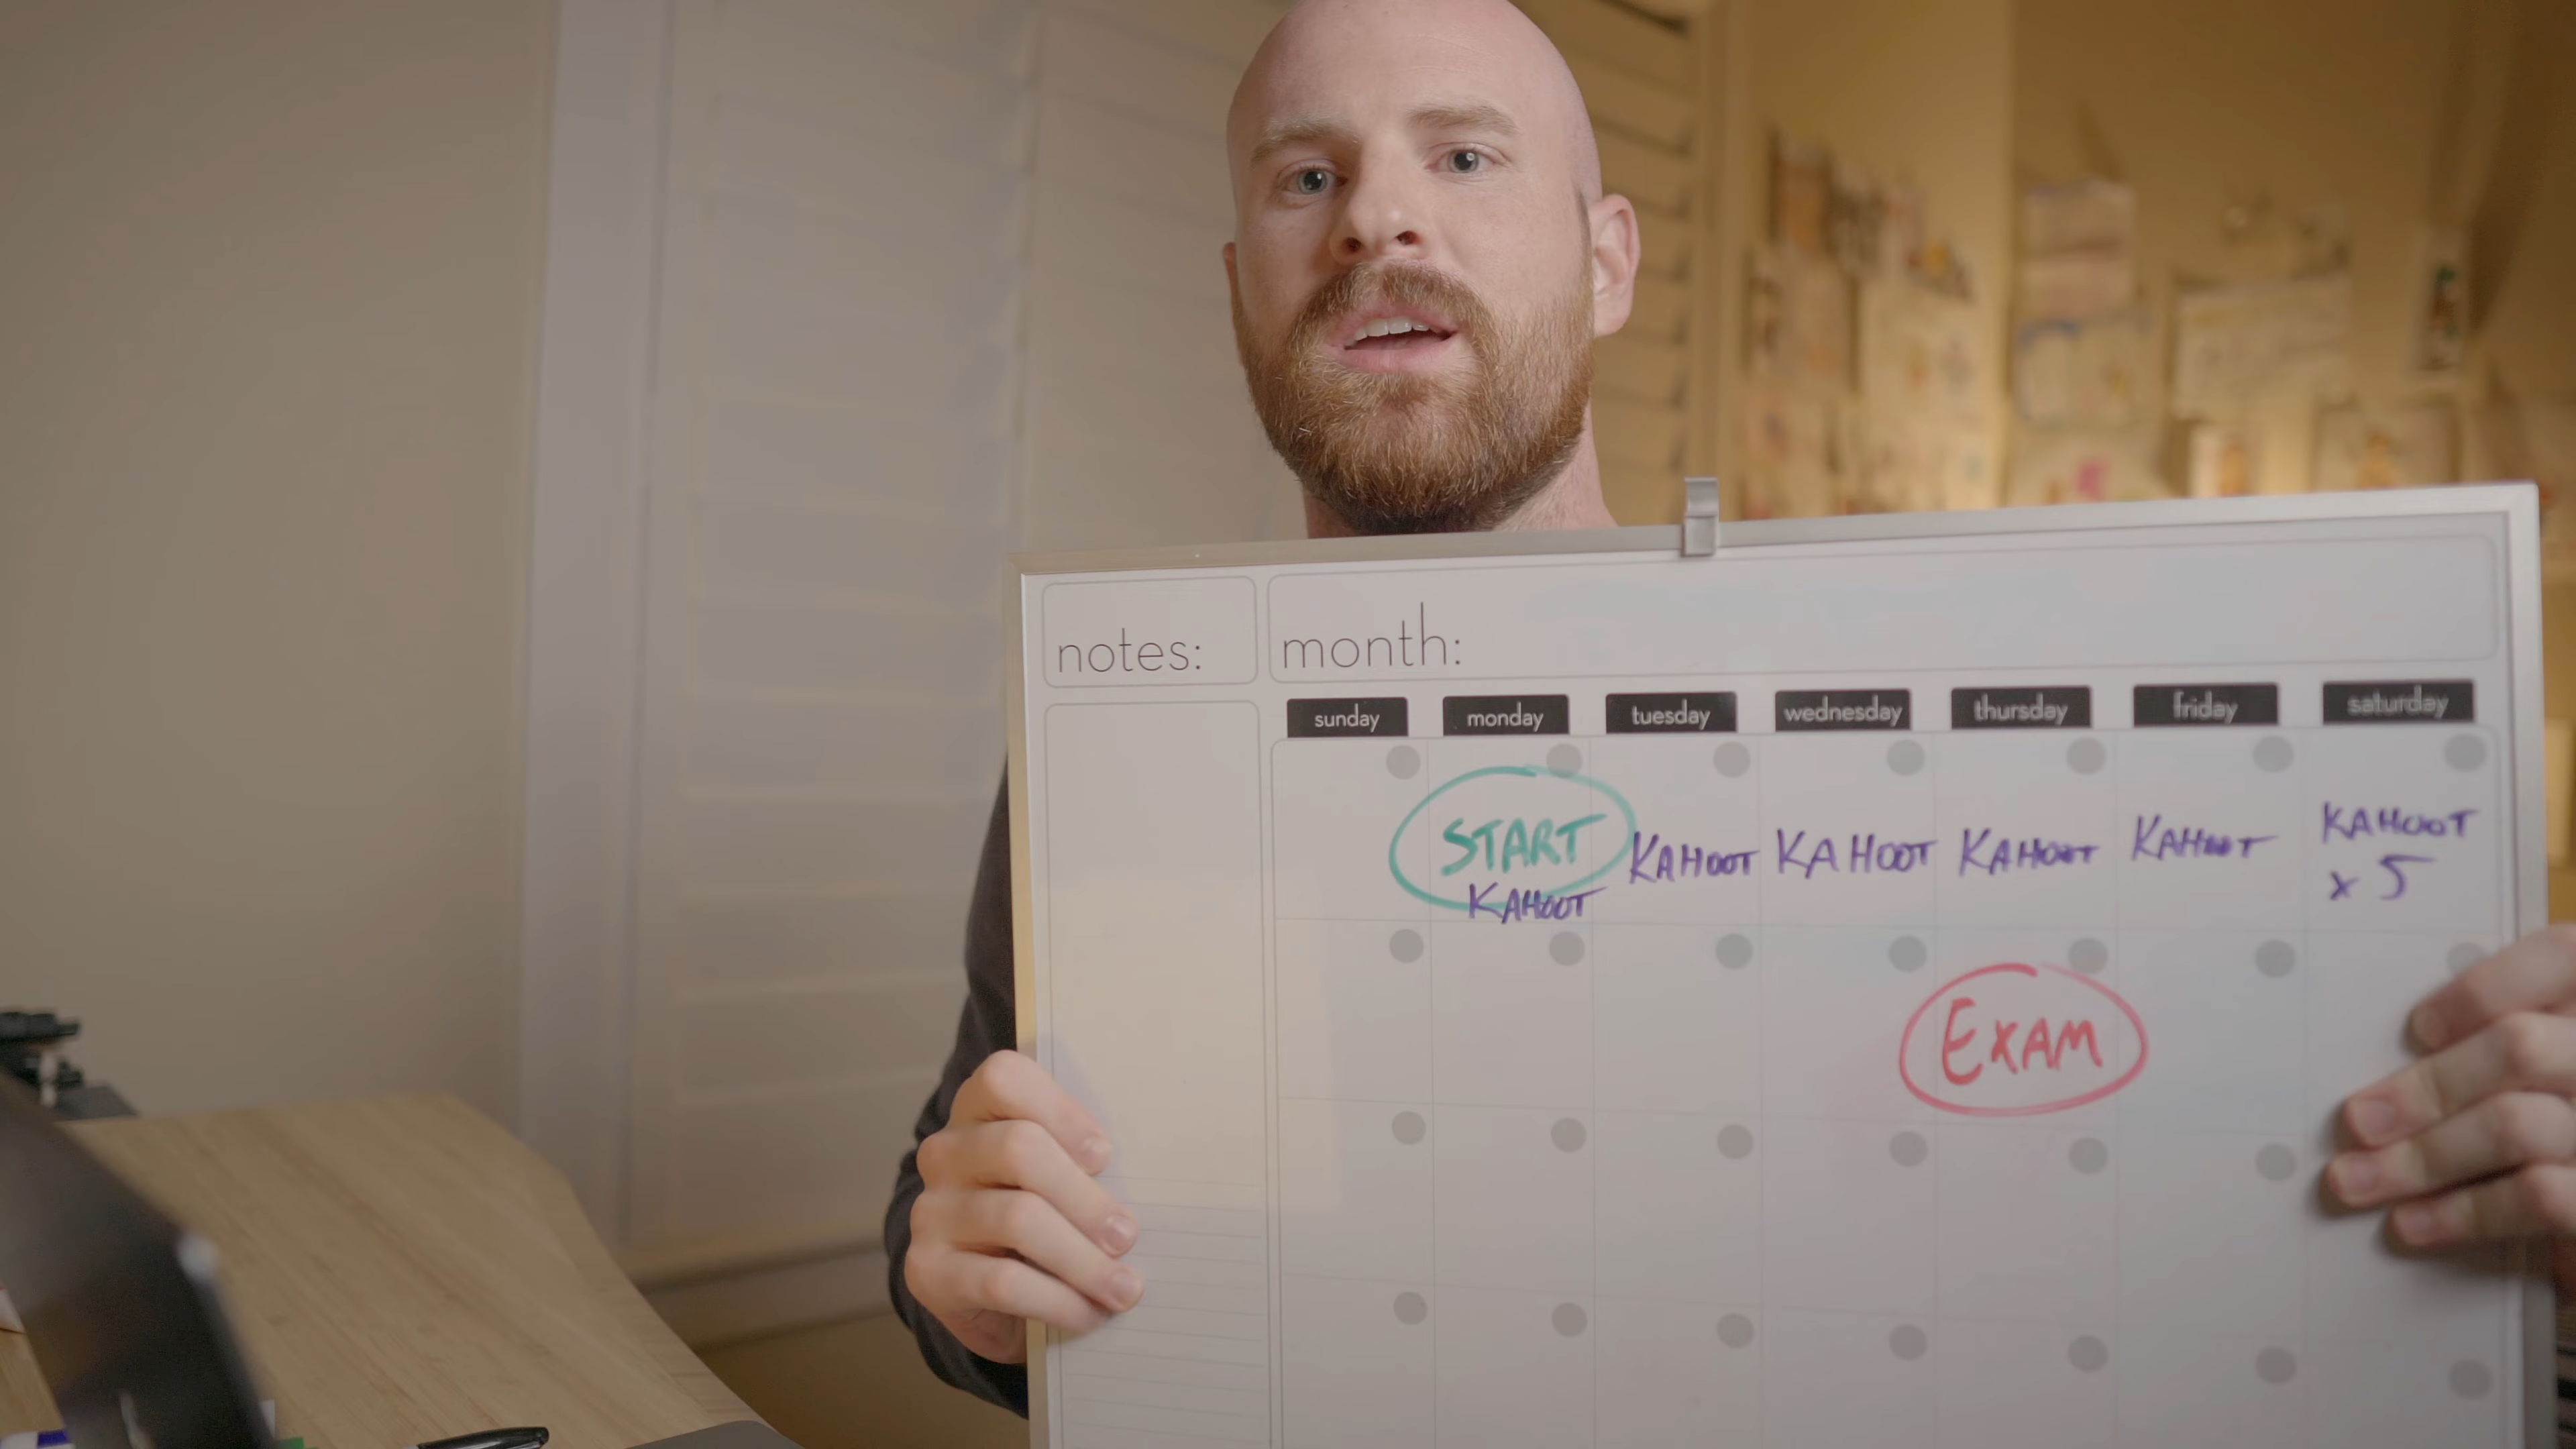 notes: month:
sunday monday tuesday wednesday thursday friday saturday
START KAHOOT KAHOOT KAHOOT KAHOOT KAHOOT
KAHOOT x 5
EXAM